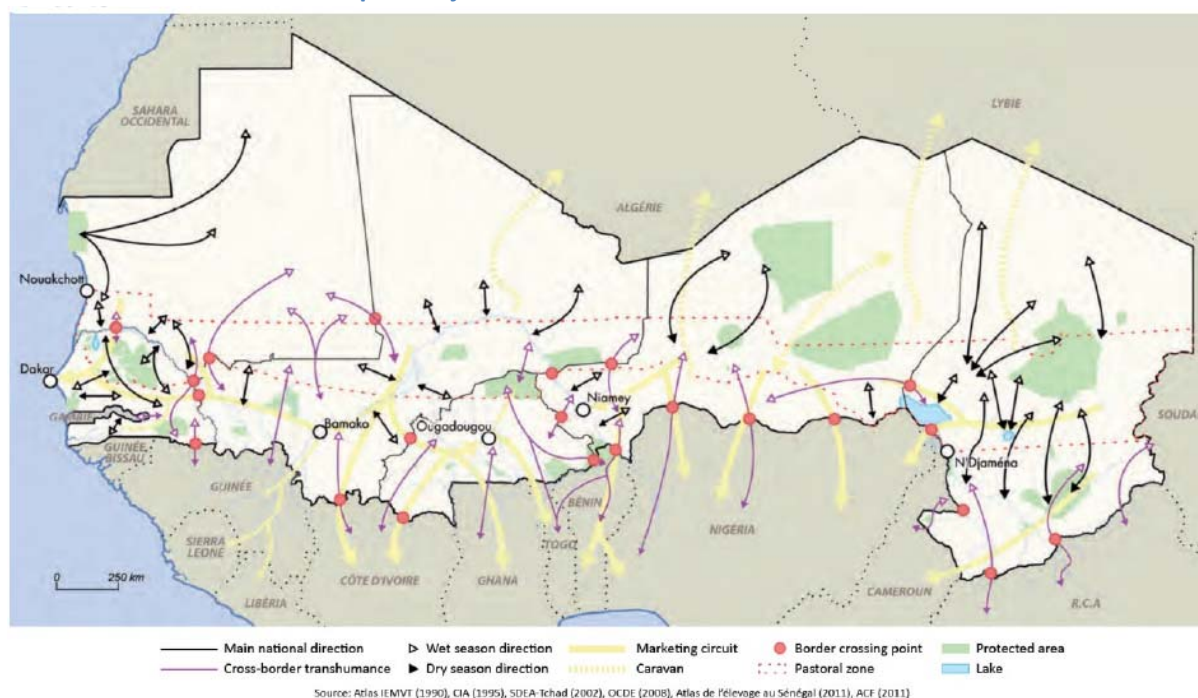 SAHARA
OCCIDENTAL
LYBIE
ALGÉRIE
Nouakchott
Dakar
GAMBIE
GUINÉE
BISSAU
Bamako
Ougadougou
Niamey
SOUDA
N'Djaména
GUINÉE
SIERRA
LEONE
LIBÉRIA
CÔTE D'IVOIRE
GHANA
TOGO
BÉNIN
NIGÉRIA
CAMEROUN
R.C.A
0 250 km
Main national direction
Wet season direction
Marketing circuit
Border crossing point
Protected area
Cross-border transhumance
Dry season direction
Caravan
Pastoral zone
Lake
Source: Atlas IEMVT (1990), CIA (1995), SDEA-Tchad (2002), OCDE (2008), Atlas de l'élevage au Sénégal (2011), ACF (2011)